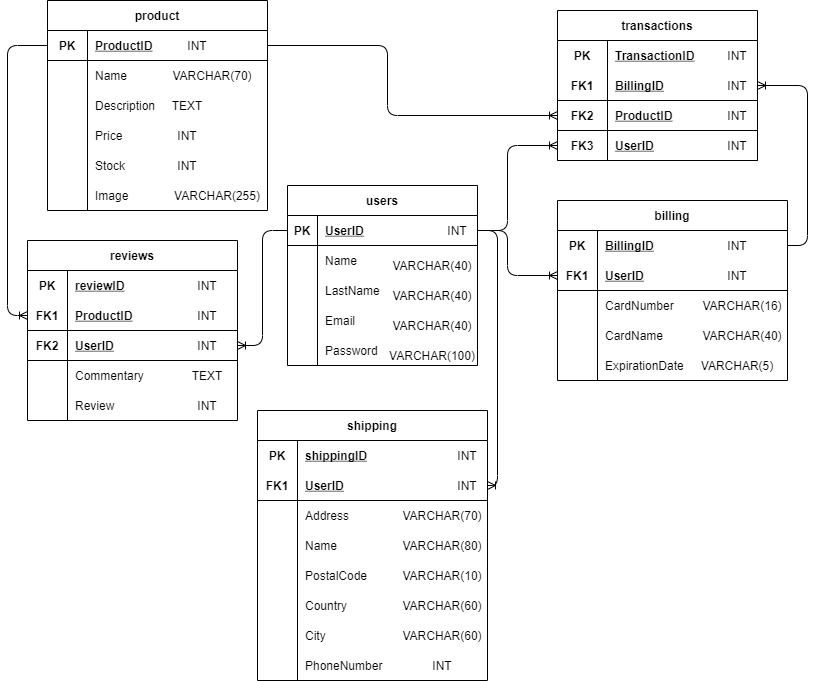 product
PK ProductID INT
Name VARCHAR(70)
Description TEXT
Price INT
Stock INT
Image VARCHAR(255)
transactions
PK TransactionID INT
FK1 BillingID INT
FK2 ProductID INT
FK3 UserID INT
users
PK UserID INT
Name VARCHAR(40)
LastName VARCHAR(40)
Email VARCHAR(40)
Password VARCHAR(100)
billing
PK BillingID INT
FK1 UserID INT
CardNumber VARCHAR(16)
CardName VARCHAR(40)
ExpirationDate VARCHAR(5)
reviews
PK reviewID INT
FK1 ProductID INT
FK2 UserID INT
Commentary TEXT
Review INT
shipping
PK shippingID INT
FK1 UserID INT
Address VARCHAR(70)
Name VARCHAR(80)
PostalCode VARCHAR(10)
Country VARCHAR(60)
City VARCHAR(60)
PhoneNumber INT